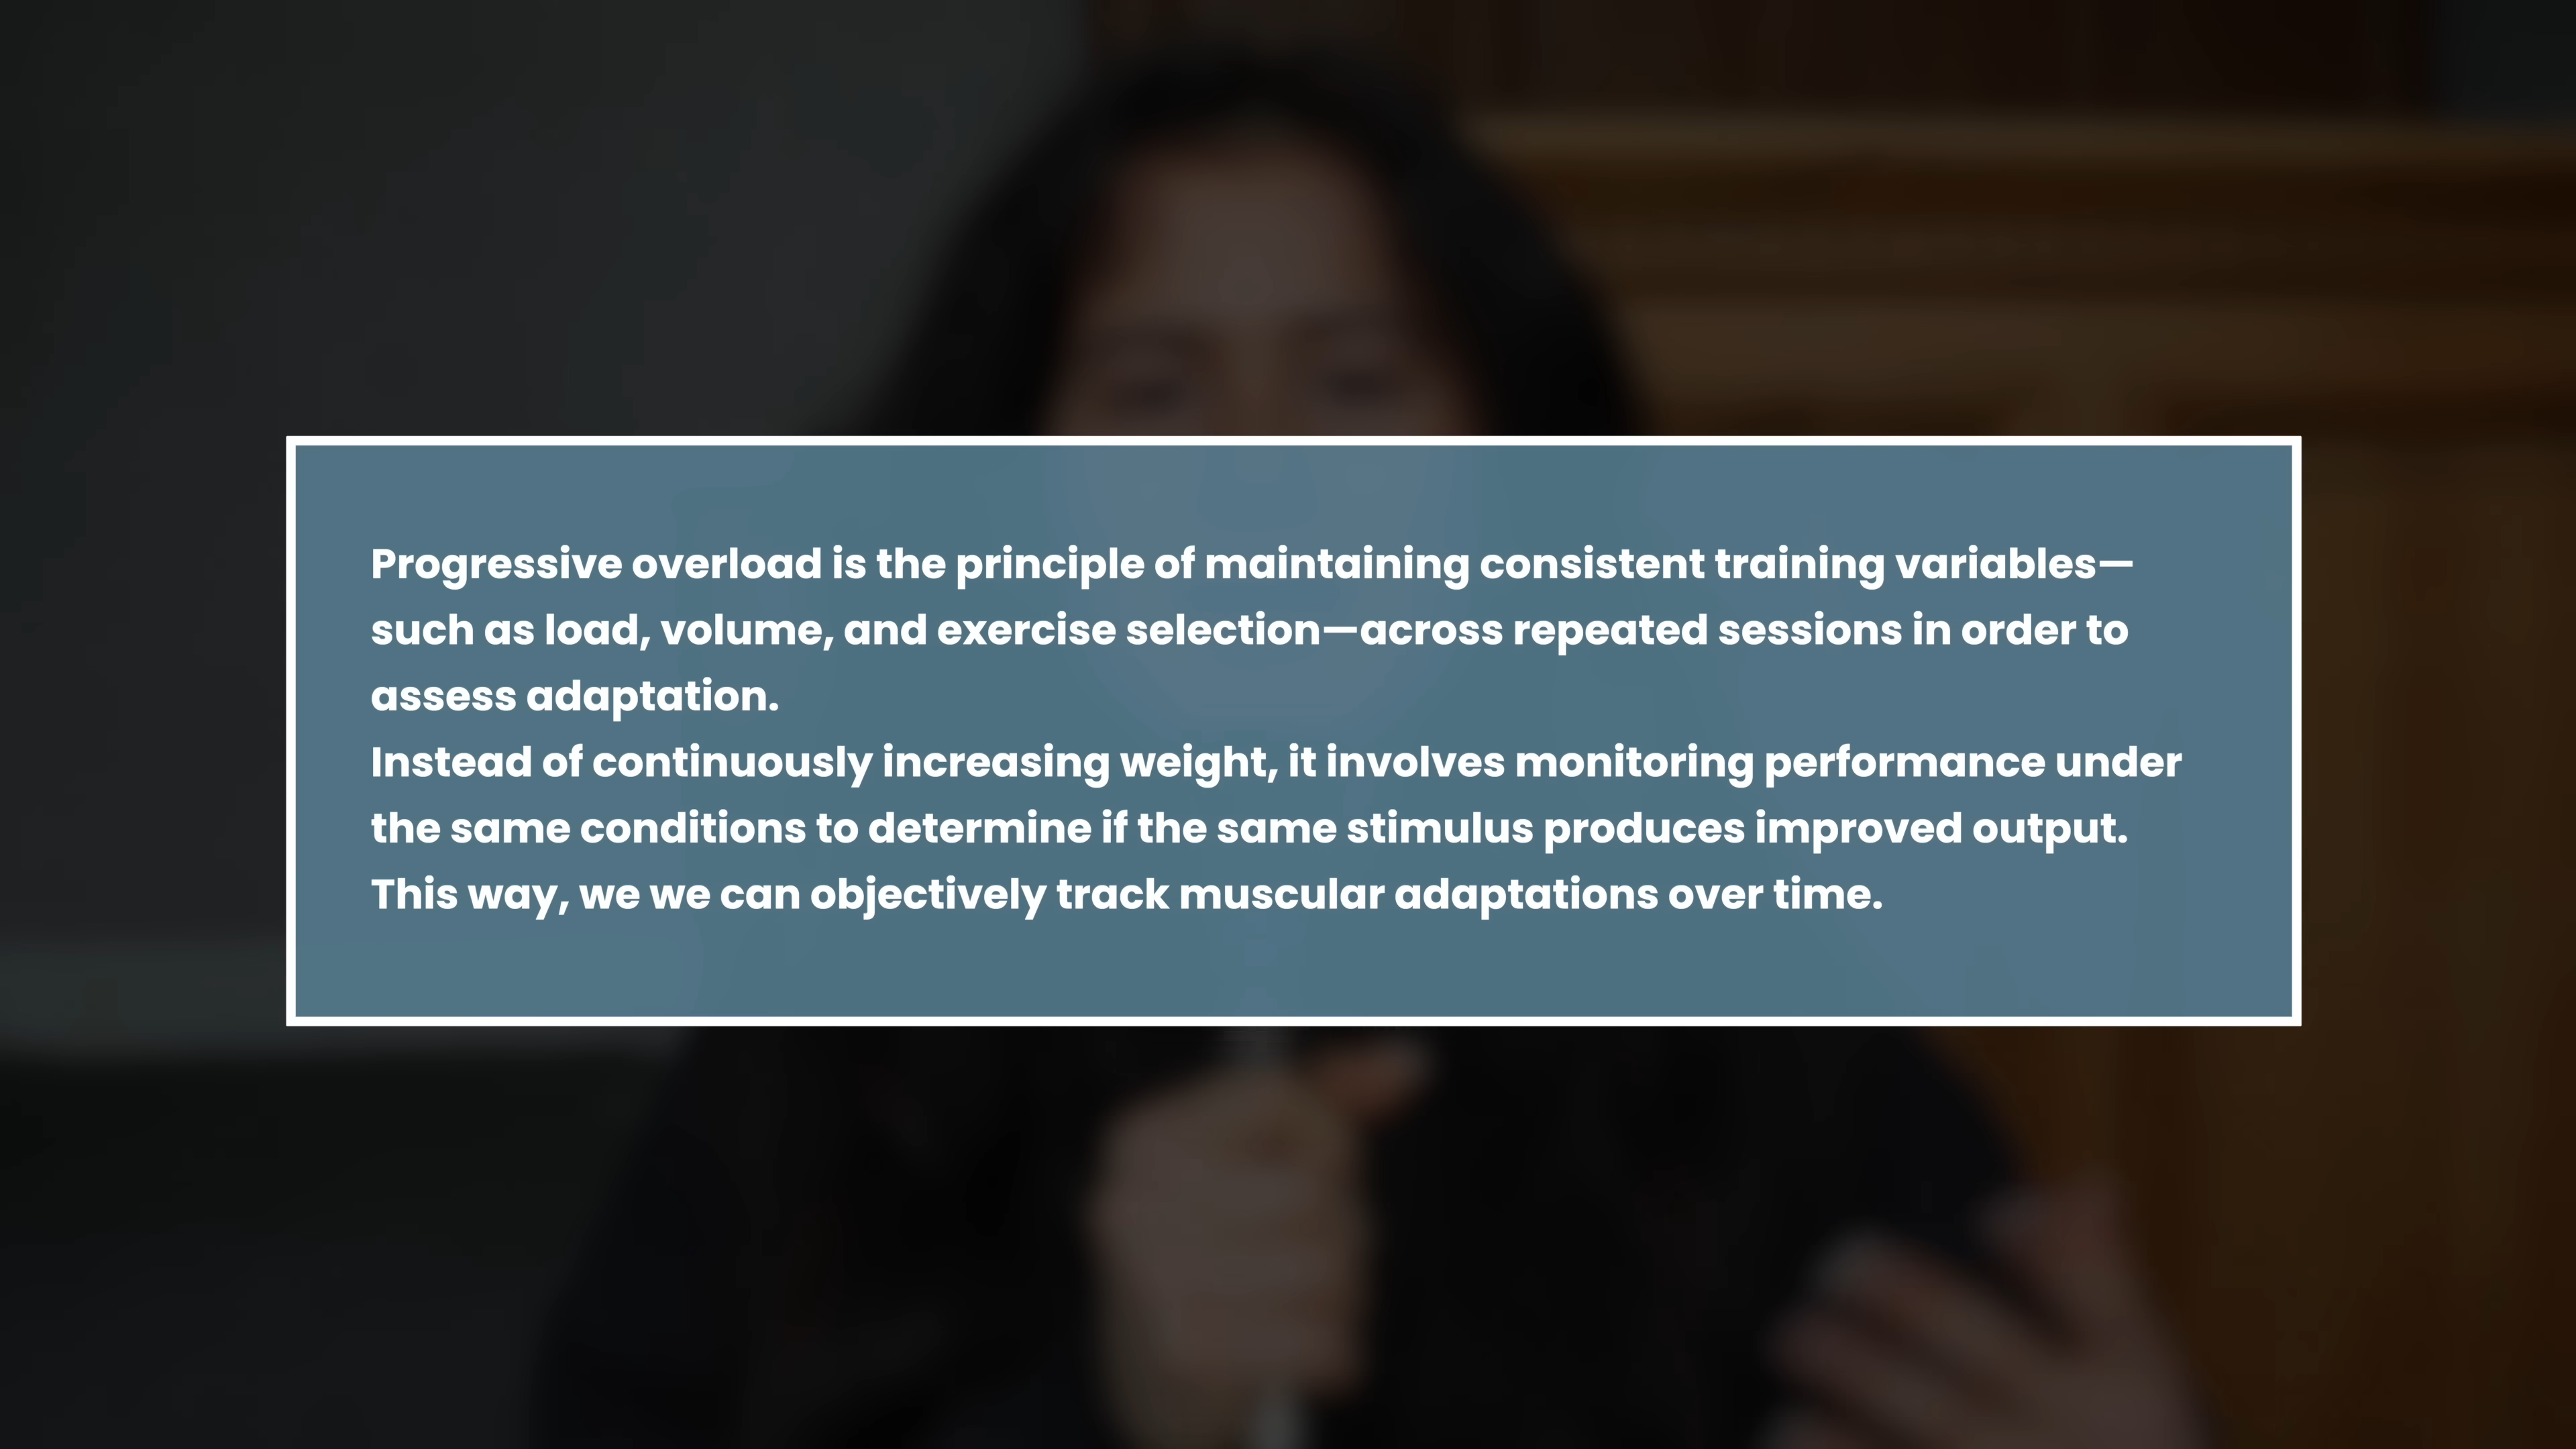 Progressive overload is the principle of maintaining consistent training variables—
such as load, volume, and exercise selection—across repeated sessions in order to
assess adaptation.
Instead of continuously increasing weight, it involves monitoring performance under
the same conditions to determine if the same stimulus produces improved output.
This way, we we can objectively track muscular adaptations over time.